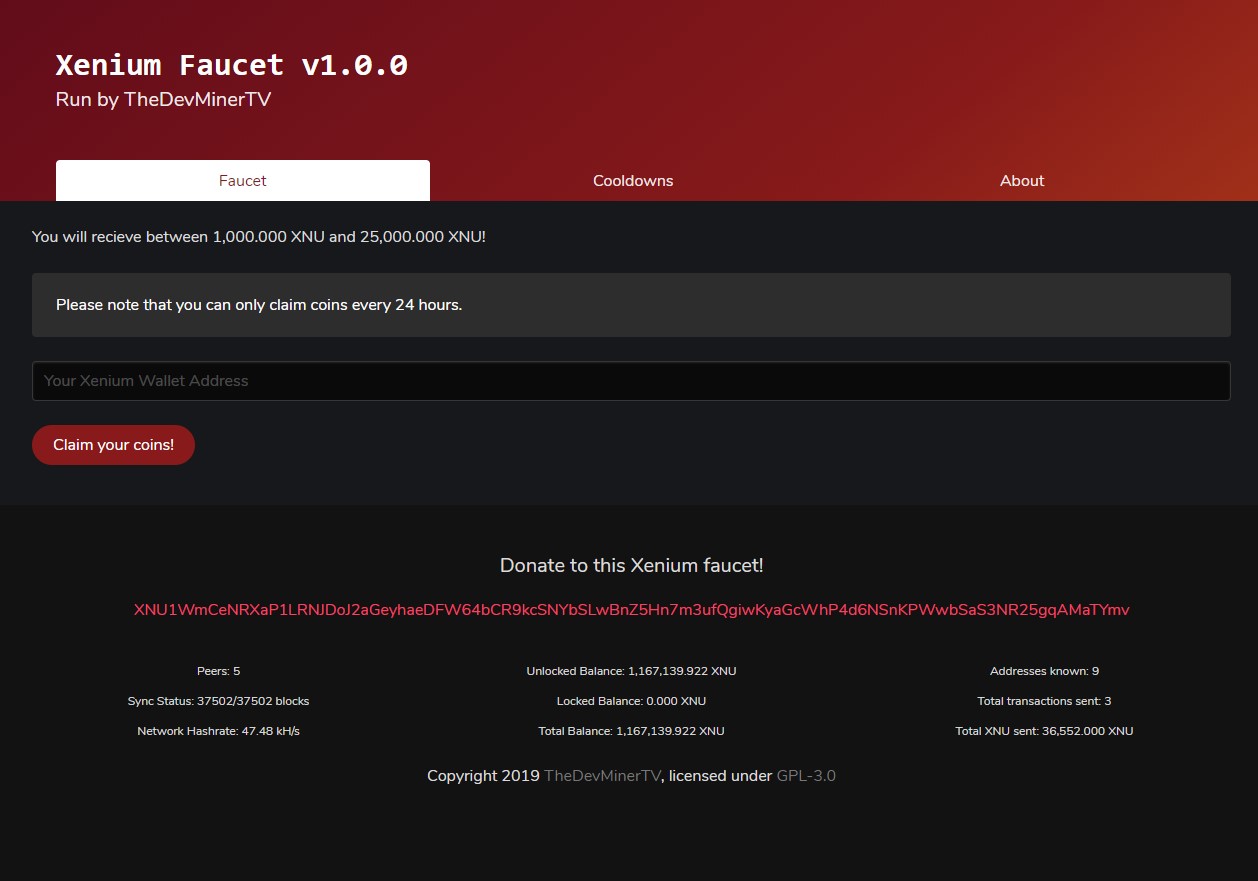 Xenium Faucet v1.0.0
Run by TheDevMinerTV
Faucet
Cooldowns
About
You will recieve between 1,000.000 XNU and 25,000.000 XNU!
Please note that you can only claim coins every 24 hours.
Your Xenium Wallet Address
Claim your coins!
Donate to this Xenium faucet!
XNU1WmCeNRXaP1LRNJDoJ2aGeyhaeDFW64bCR9kcSNYbSLwBnZ5Hn7m3ufQgiwKyaGcWhP4d6NSnKPWwbSaS3NR25gqAMaTYmv
Peers: 5
Sync Status: 37502/37502 blocks
Network Hashrate: 47.48 kH/s
Unlocked Balance: 1,167,139.922 XNU
Locked Balance: 0.000 XNU
Total Balance: 1,167,139.922 XNU
Addresses known: 9
Total transactions sent: 3
Total XNU sent: 36,552.000 XNU
Copyright 2019 TheDevMinerTV, licensed under GPL-3.0